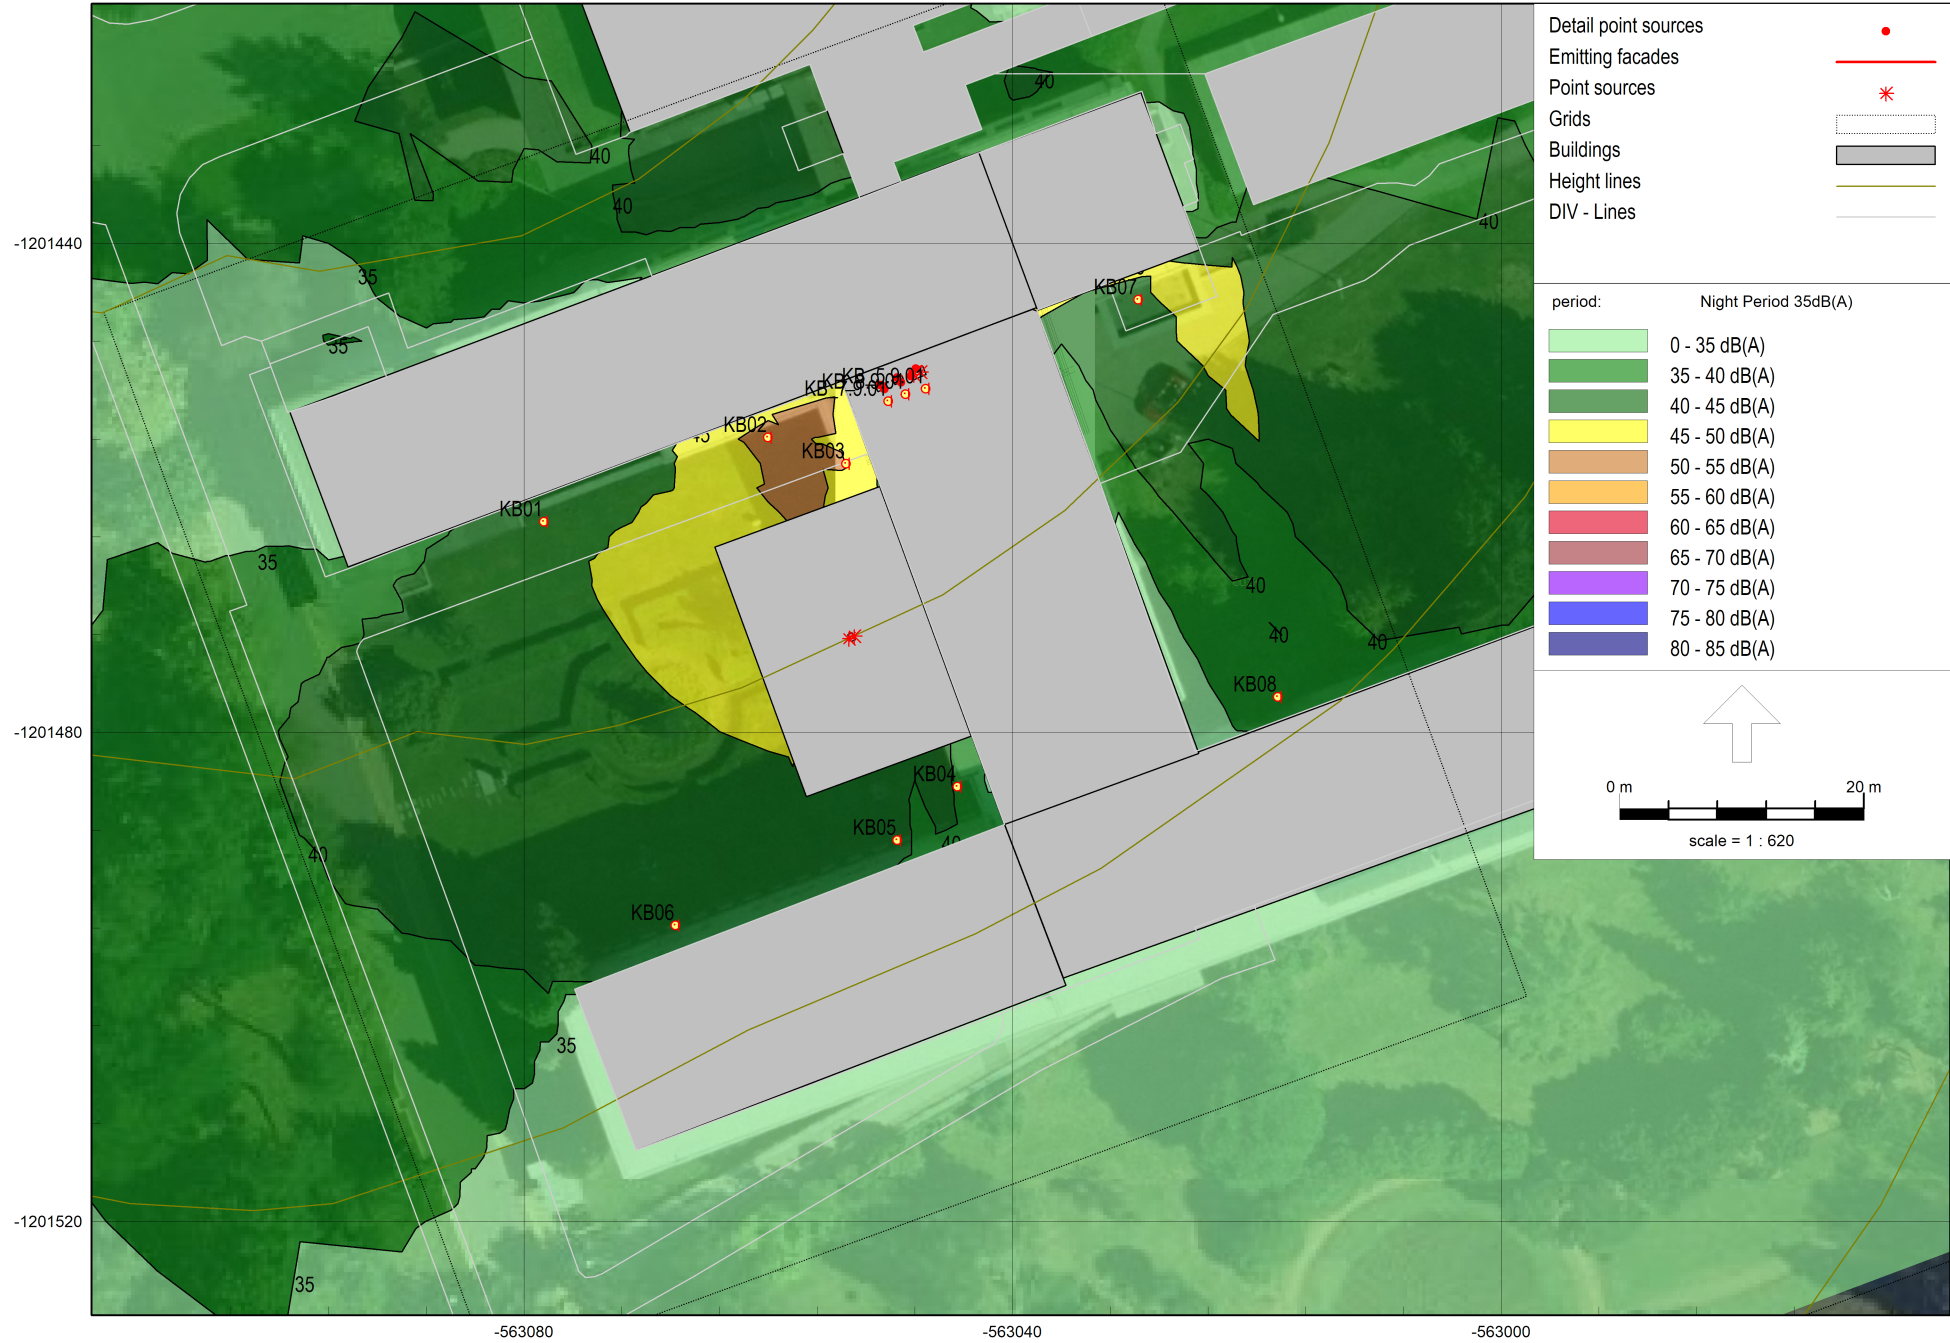 Detail point sources
Emitting facades
Point sources
Grids
Buildings
Height lines
DIV - Lines
period: Night Period 35dB(A)
0 - 35 dB(A)
35 - 40 dB(A)
40 - 45 dB(A)
45 - 50 dB(A)
50 - 55 dB(A)
55 - 60 dB(A)
60 - 65 dB(A)
65 - 70 dB(A)
70 - 75 dB(A)
75 - 80 dB(A)
80 - 85 dB(A)
0 m 20 m
scale = 1 : 620
40
40
40
40
-1201440
35
KB07
35
KB02
KB03
KB01
35
40
40
40
KB08
-1201480
KB04
KB05
40
40
KB06
35
-1201520
35
-563080 -563040 -563000